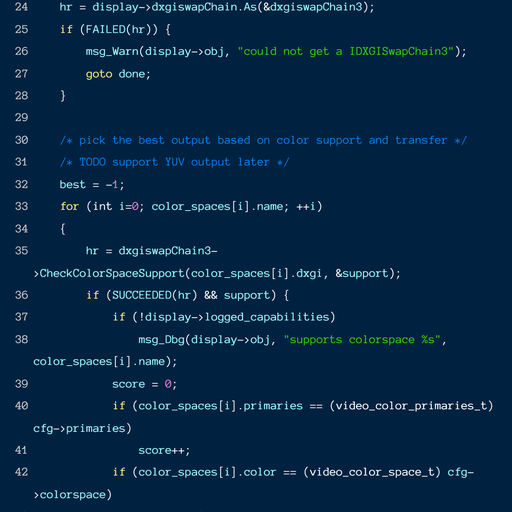 24 hr = display->dxgiswapChain.As(&dxgiswapChain3);
25 if (FAILED(hr)) {
26 msg_Warn(display->obj, "could not get a IDXGISwapChain3");
27 goto done;
28 }
29
30 /* pick the best output based on color support and transfer */
31 /* TODO support YUV output later */
32 best = -1;
33 for (int i=0; color_spaces[i].name; ++i)
34 {
35 hr = dxgiswapChain3-
>CheckColorSpaceSupport(color_spaces[i].dxgi, &support);
36 if (SUCCEEDED(hr) && support) {
37 if (!display->logged_capabilities)
38 msg_Dbg(display->obj, "supports colorspace %s",
color_spaces[i].name);
39 score = 0;
40 if (color_spaces[i].primaries == (video_color_primaries_t)
cfg->primaries)
41 score++;
42 if (color_spaces[i].color == (video_color_space_t) cfg-
>colorspace)